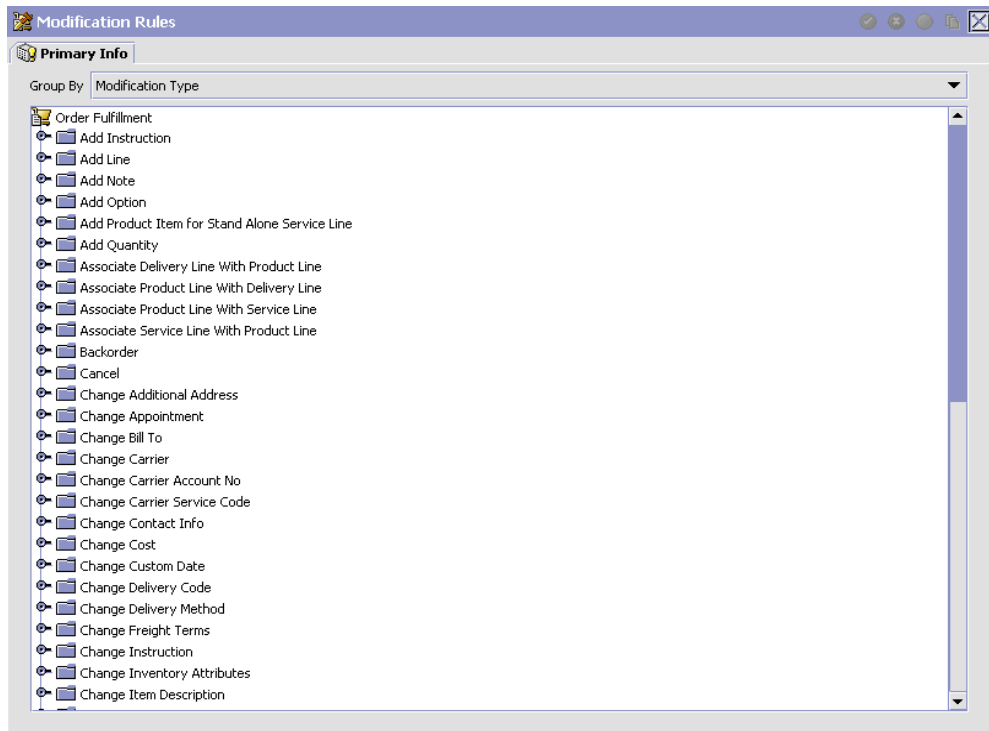 Modification Rules
Primary Info
Group By Modification Type
Order Fulfillment
Add Instruction
Add Line
Add Note
Add Option
Add Product Item for Stand Alone Service Line
Add Quantity
Associate Delivery Line With Product Line
Associate Product Line With Delivery Line
Associate Product Line With Service Line
Associate Service Line With Product Line
Backorder
Cancel
Change Additional Address
Change Appointment
Change Bill To
Change Carrier
Change Carrier Account No
Change Carrier Service Code
Change Contact Info
Change Cost
Change Custom Date
Change Delivery Code
Change Delivery Method
Change Freight Terms
Change Instruction
Change Inventory Attributes
Change Item Description